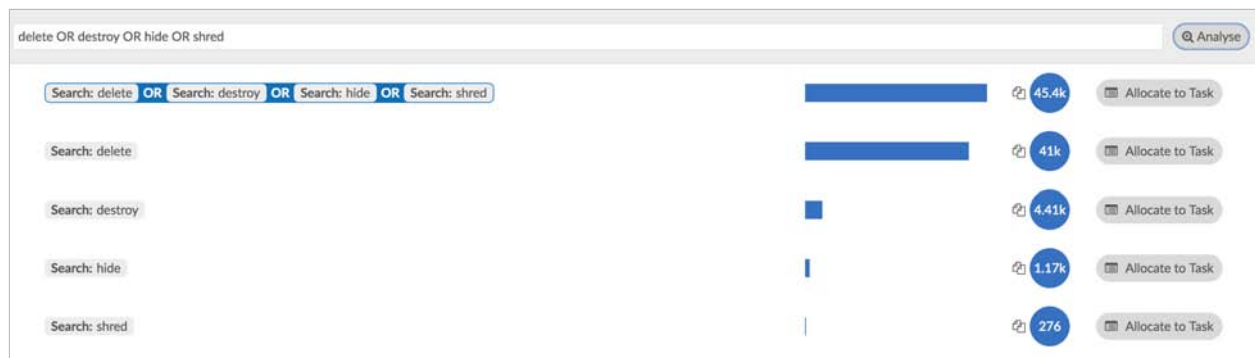 delete OR destroy OR hide OR shred Analyse
Search: delete OR Search: destroy OR Search: hide OR Search: shred 45.4k Allocate to Task
Search: delete 41k Allocate to Task
Search: destroy 4.41k Allocate to Task
Search: hide 1.17k Allocate to Task
Search: shred 276 Allocate to Task